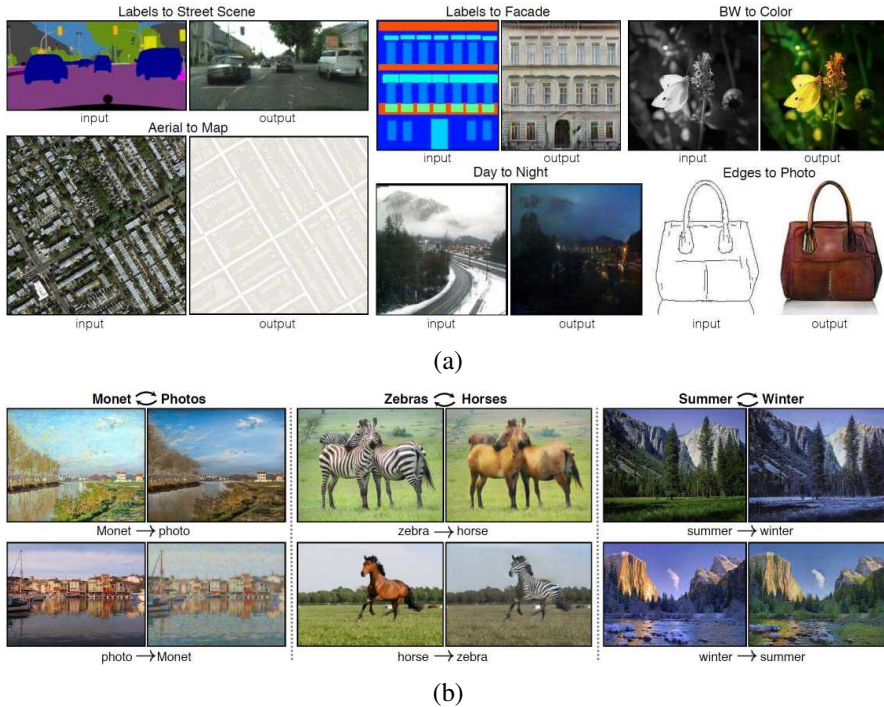 Labels to Street Scene
input output
Aerial to Map
input output
Labels to Facade
input output
BW to Color
input output
Day to Night
input output
Edges to Photo
input output
(a)
Monet Photos
Monet → photo
photo → Monet
Zebras Horses
zebra → horse
horse → zebra
Summer Winter
summer → winter
winter → summer
(b)